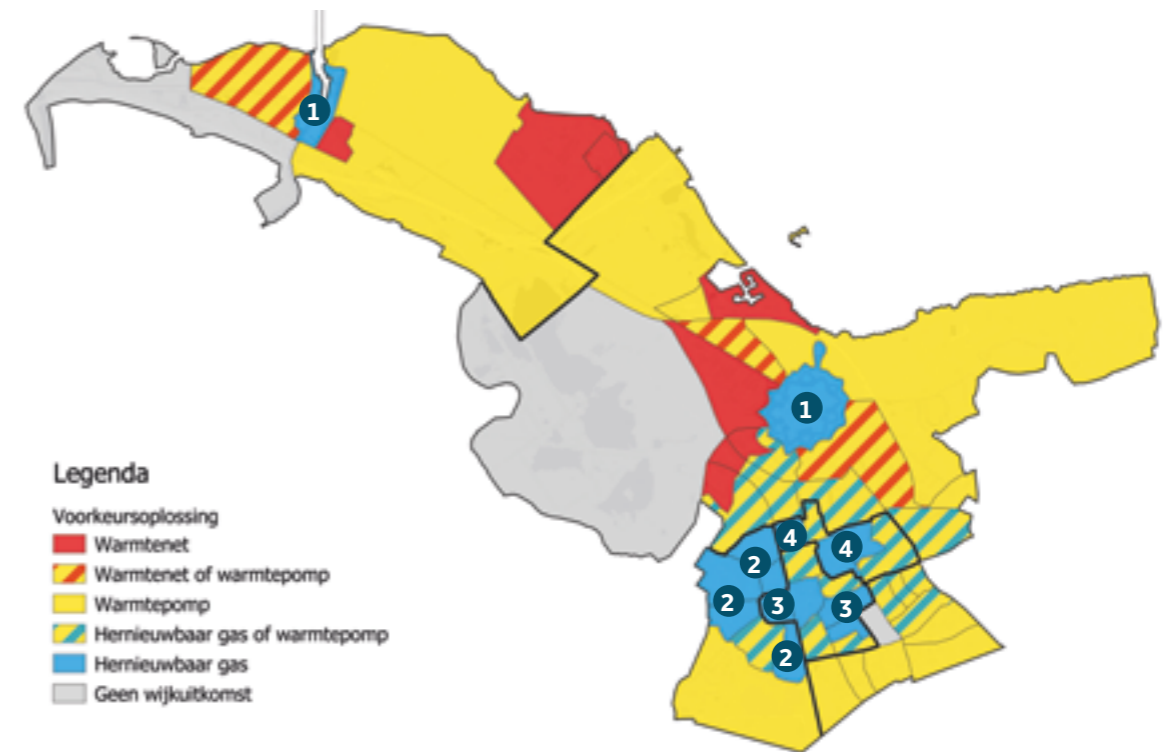 1
1
Legenda
Voorkeursoplossing
Warmtenet
Warmtenet of warmtepomp
Warmtepomp
Hernieuwbaar gas of warmtepomp
Hernieuwbaar gas
Geen wijkuitkomst
4
4
2
2
3
3
2